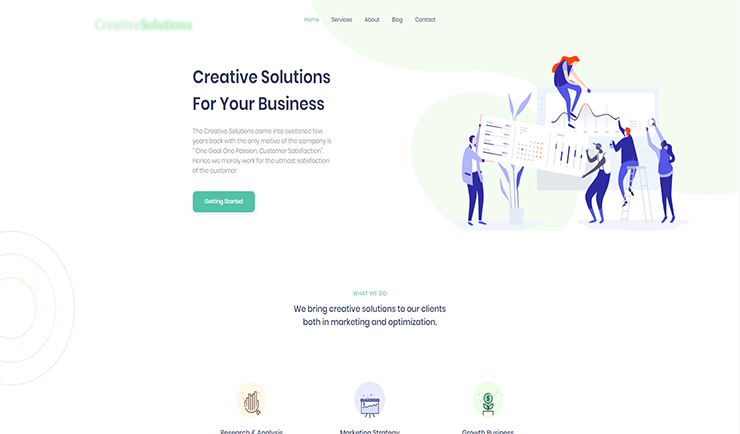 CreativeSolutions
Home Services About Blog Contact
Creative Solutions
For Your Business
The Creative Solutions came into existence few
years back with the only motive of the company is
" One Goal One Passion, Customer Satisfaction".
Hence we merely work for the utmost satisfaction
of the customer.
Getting Started
WHAT WE DO
We bring creative solutions to our clients
both in marketing and optimization.
Research & Analysis Marketing Strategy Growth Business